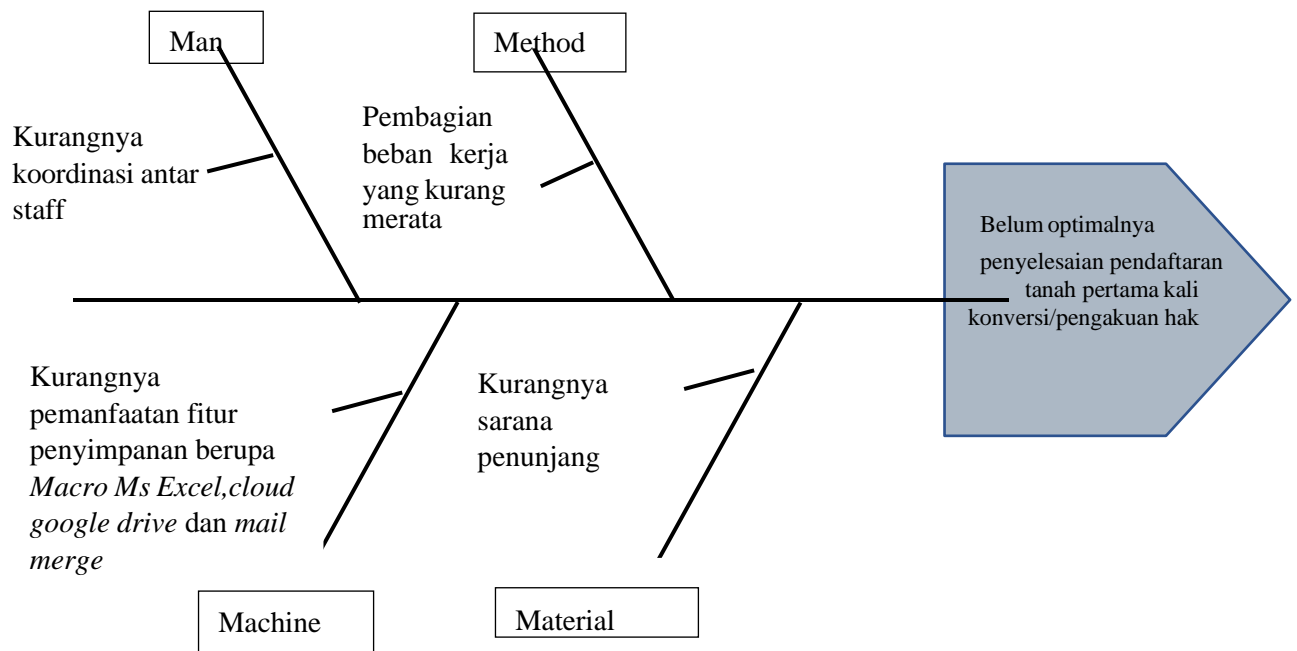 Man
Method
Kurangnya
koordinasi antar
staff
Pembagian
beban kerja
yang kurang
merata
Belum optimalnya
penyelesaian pendaftaran
tanah pertama kali
konversi/pengakuan hak
Kurangnya
pemanfaatan fitur
penyimpanan berupa
Macro Ms Excel,cloud
google drive dan mail
merge
Kurangnya
sarana
penunjang
Machine
Material